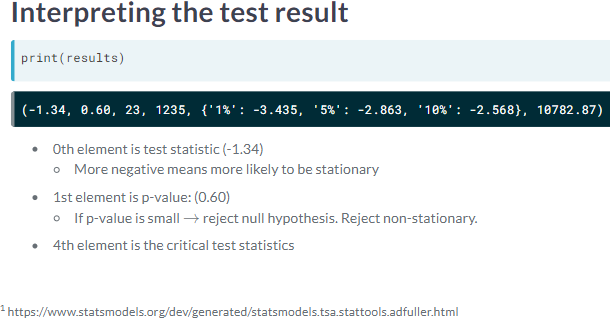 Interpreting the test result
print(results)
(-1.34, 0.60, 23, 1235, {'1%': -3.435, '5%': -2.863, '10%': -2.568}, 10782.87)
• 0th element is test statistic (-1.34)
○ More negative means more likely to be stationary
• 1st element is p-value: (0.60)
○ If p-value is small → reject null hypothesis. Reject non-stationary.
• 4th element is the critical test statistics
1 https://www.statsmodels.org/dev/generated/statsmodels.tsa.stattools.adfuller.html